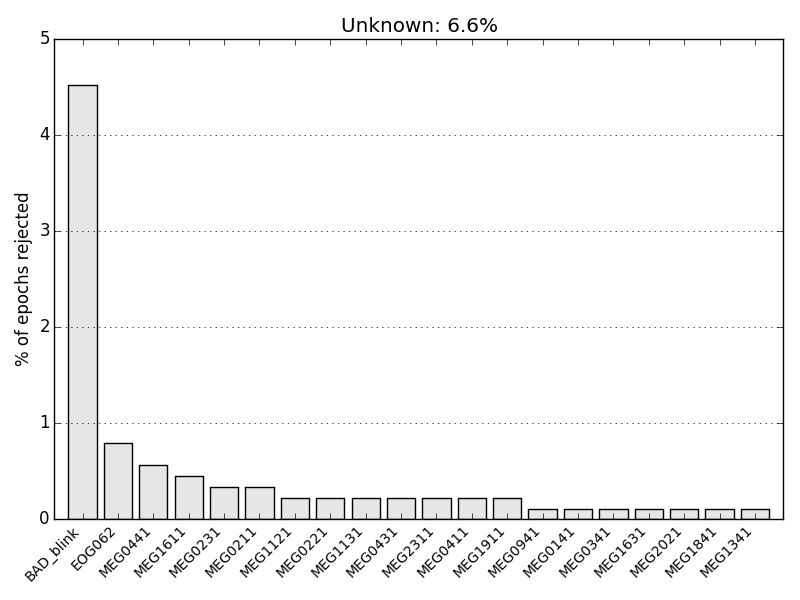 Unknown: 6.6%
% of epochs rejected
5
4
3
2
1
0
BAD_blink
EOG062
MEG0441
MEG1611
MEG0231
MEG0211
MEG1121
MEG0221
MEG1131
MEG0431
MEG2311
MEG0411
MEG1911
MEG0941
MEG0141
MEG0341
MEG1631
MEG2021
MEG1841
MEG1341